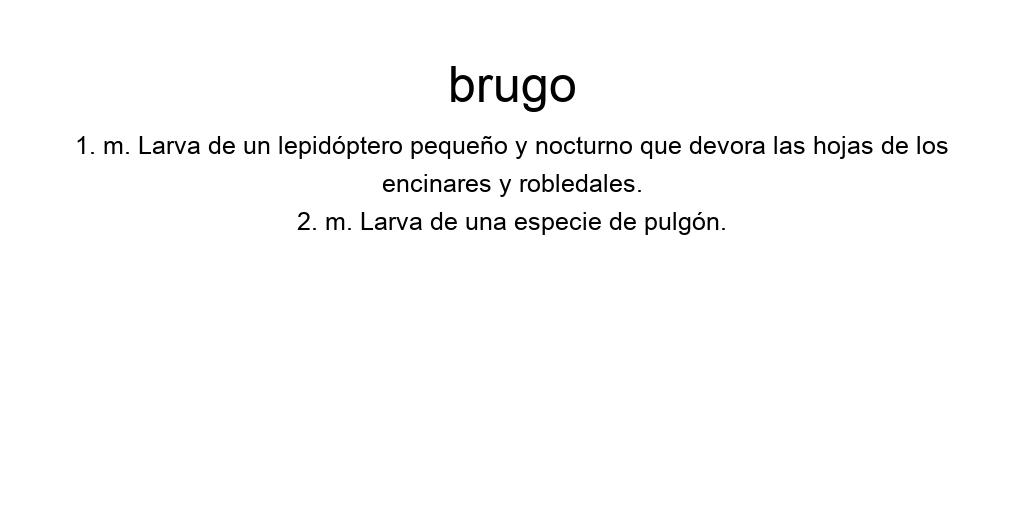 brugo
1. m. Larva de un lepidóptero pequeño y nocturno que devora las hojas de los
encinares y robledales.
2. m. Larva de una especie de pulgón.